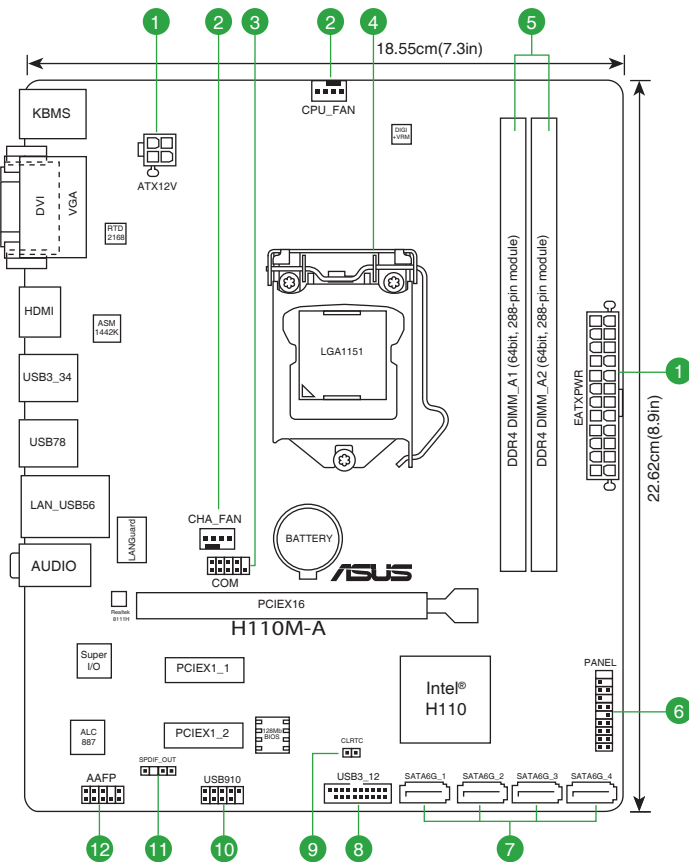 1
2
3
2
4
5
18.55cm(7.3in)
KBMS
CPU_FAN
DIGI
+VRM
ATX12V
DVI
VGA
RTD
2168
HDMI
ASM
1442K
LGA1151
DDR4 DIMM_A1 (64bit, 288-pin module)
DDR4 DIMM_A2 (64bit, 288-pin module)
EATXPWR
1
22.62cm(8.9in)
USB3_34
USB78
LAN_USB56
LANGuard
CHA_FAN
BATTERY
AUDIO
COM
ASUS
PCIEX16
Realtek
8111H
H110M-A
Super
I/O
PCIEX1_1
Intel®
H110
PANEL
6
ALC
887
PCIEX1_2
128Mb
BIOS
CLRTC
SPDIF_OUT
AAFP
USB910
USB3_12
SATA6G_1
SATA6G_2
SATA6G_3
SATA6G_4
12
11
10
9
8
7